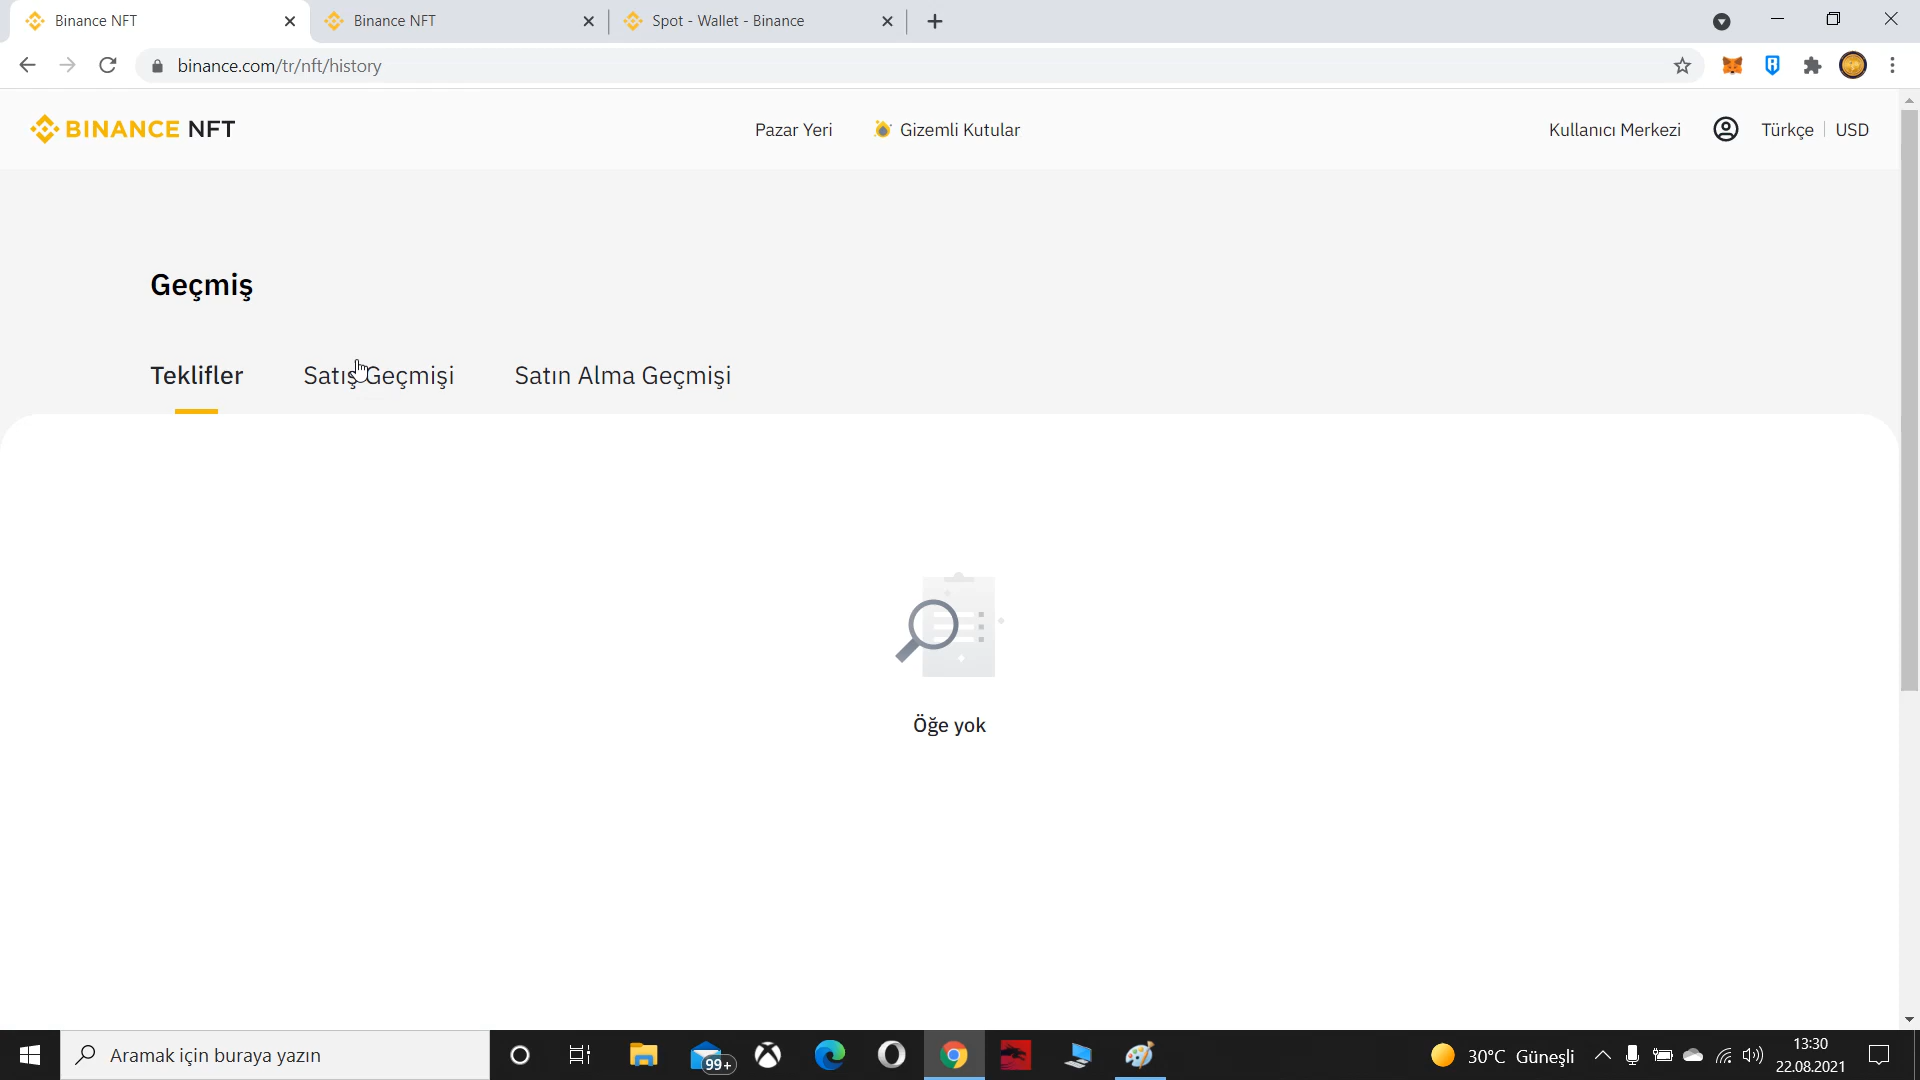 Binance NFT
Binance NFT
Spot - Wallet - Binance
binance.com/tr/nft/history
BINANCE NFT
Pazar Yeri
Gizemli Kutular
Kullanıcı Merkezi
Türkçe
USD
Geçmiş
Teklifler
Satış Geçmişi
Satın Alma Geçmişi
Öğe yok
Aramak için buraya yazın
99+
30°C Güneşli
13:30
22.08.2021